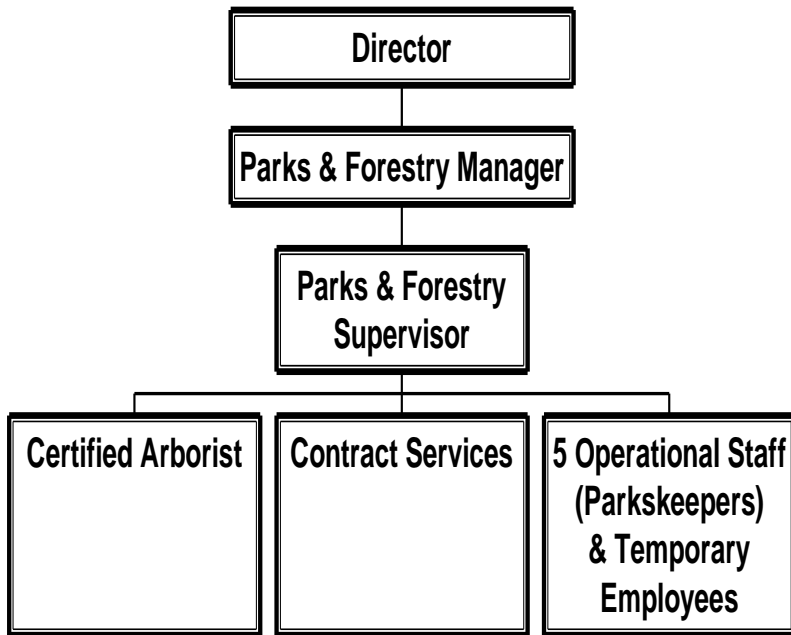 Director
Parks & Forestry Manager
Parks & Forestry
Supervisor
Certified Arborist
Contract Services
5 Operational Staff
(Parkskeepers)
& Temporary
Employees